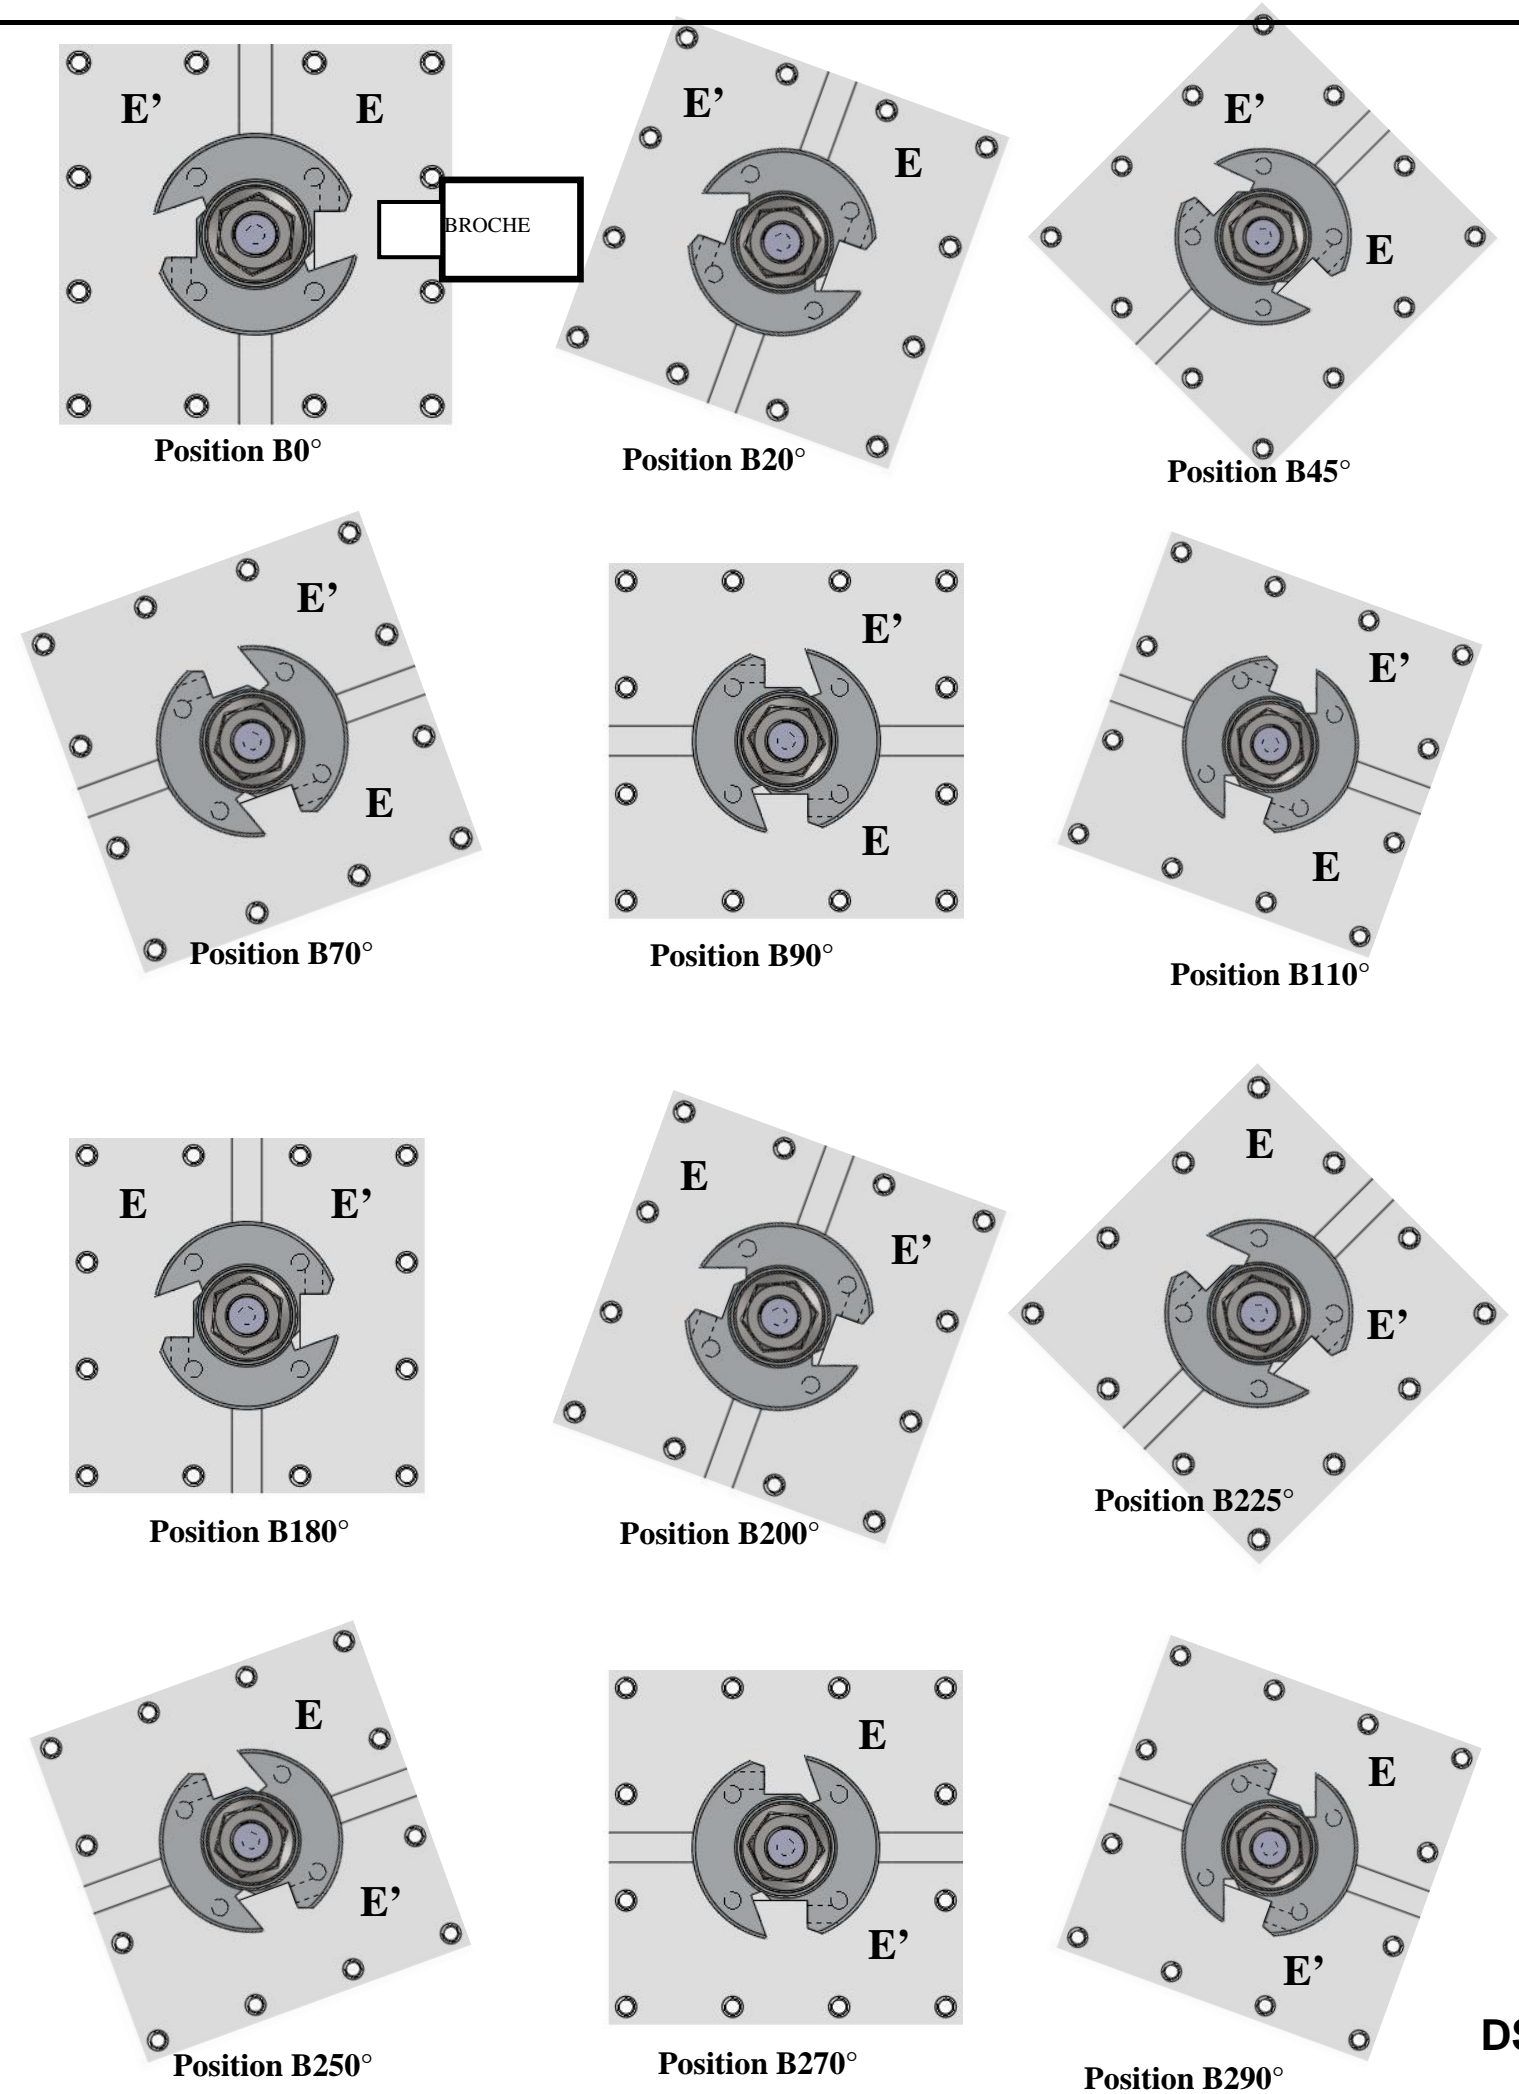 E’ E
BROCHE
Position B0°
E’
E
Position B20°
E’
E
Position B45°
E’
E
Position B70°
E’
E
Position B90°
E’
E
Position B110°
E E’
Position B180°
E
E’
Position B200°
E
E’
Position B225°
E
E’
Position B250°
E
E’
Position B270°
E
E’
Position B290°